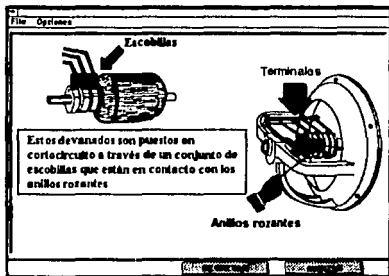 File Opciones
Escobillas
Terminales
Estos devanados son puestos en
cortocircuito a través de un conjunto de
escobillas que están en contacto con los
anillos rozantes
Anillos rozantes